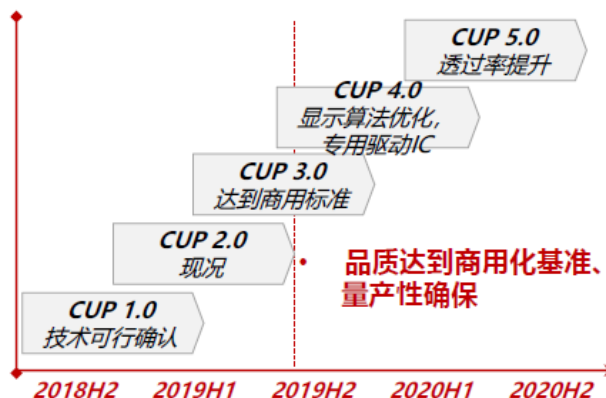 CUP 5.0
透过率提升
CUP 4.0
显示算法优化，
专用驱动IC
CUP 3.0
达到商用标准
CUP 2.0
现况
• 品质达到商用化基准、
量产性确保
CUP 1.0
技术可行确认
2018H2 2019H1 2019H2 2020H1 2020H2